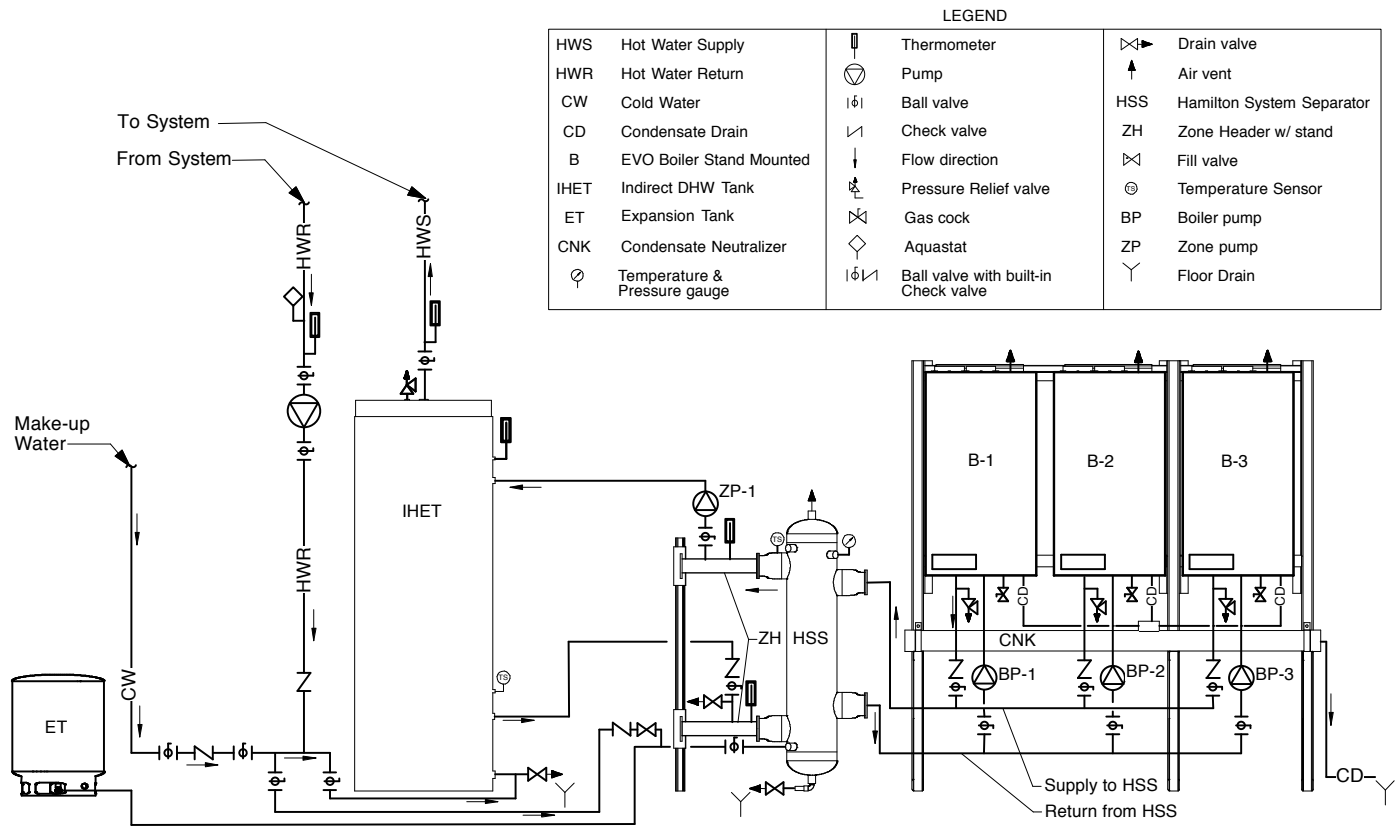 LEGEND
HWS Hot Water Supply
HWR Hot Water Return
CW Cold Water
CD Condensate Drain
B EVO Boiler Stand Mounted
IHET Indirect DHW Tank
ET Expansion Tank
CNK Condensate Neutralizer
Temperature &
Pressure gauge
Thermometer
Pump
Ball valve
Check valve
Flow direction
Pressure Relief valve
Gas cock
Aquastat
Ball valve with built-in
Check valve
Drain valve
Air vent
HSS Hamilton System Separator
ZH Zone Header w/ stand
Fill valve
TS Temperature Sensor
BP Boiler pump
ZP Zone pump
Floor Drain
To System
From System
HWR
HWS
Make-up
Water
IHET
ZP-1
B-1
B-2
B-3
TS
HWR
CD
CD
CD
ZH
HSS
CNK
CW
TS
BP-1
BP-2
BP-3
ET
Supply to HSS
CD
Return from HSS